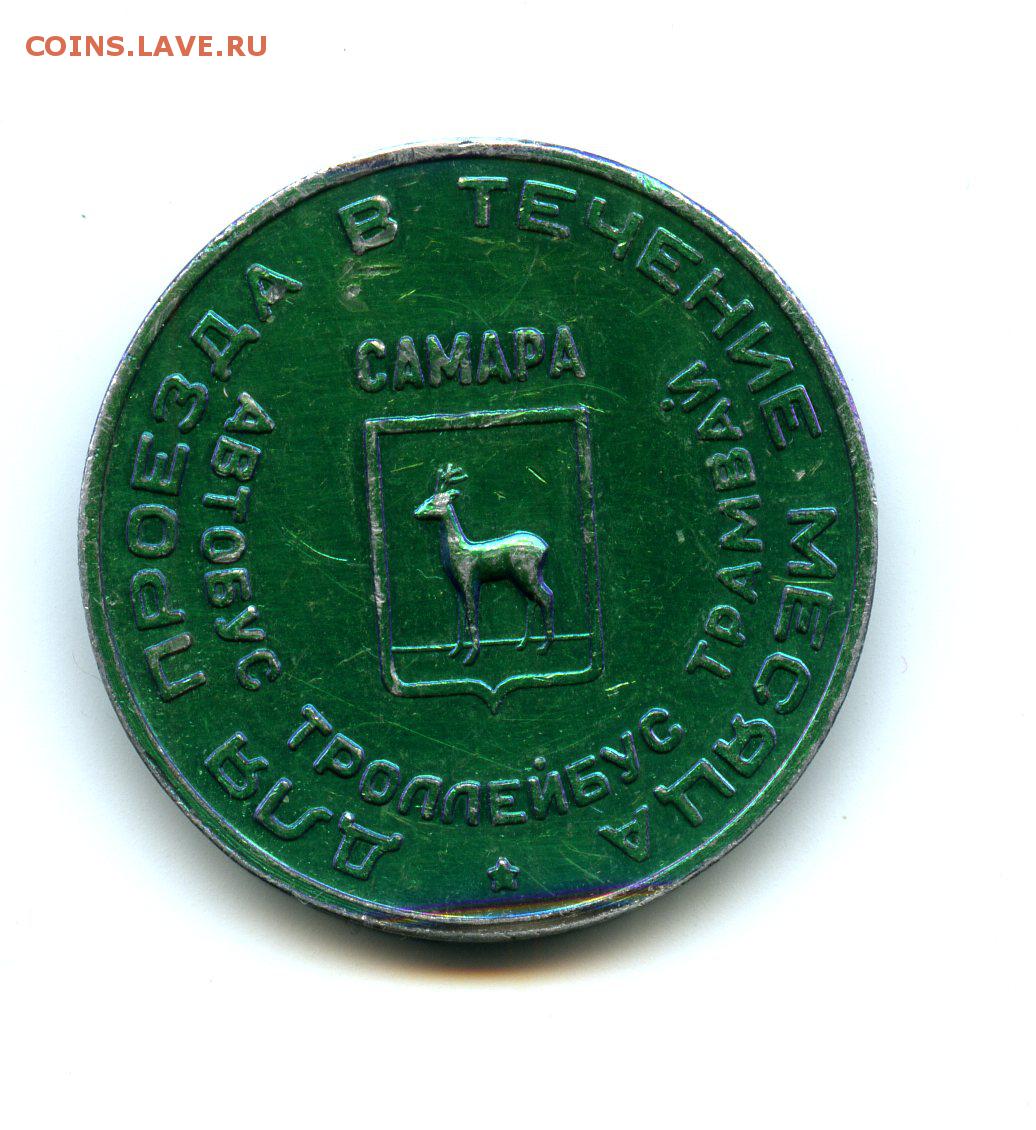 COINS.LAVE.RU
ДЛЯ ПРОЕЗДА В ТЕЧЕНИЕ МЕСЯЦА
САМАРА
АВТОБУС ТРОЛЛЕЙБУС ТРАМВАЙ